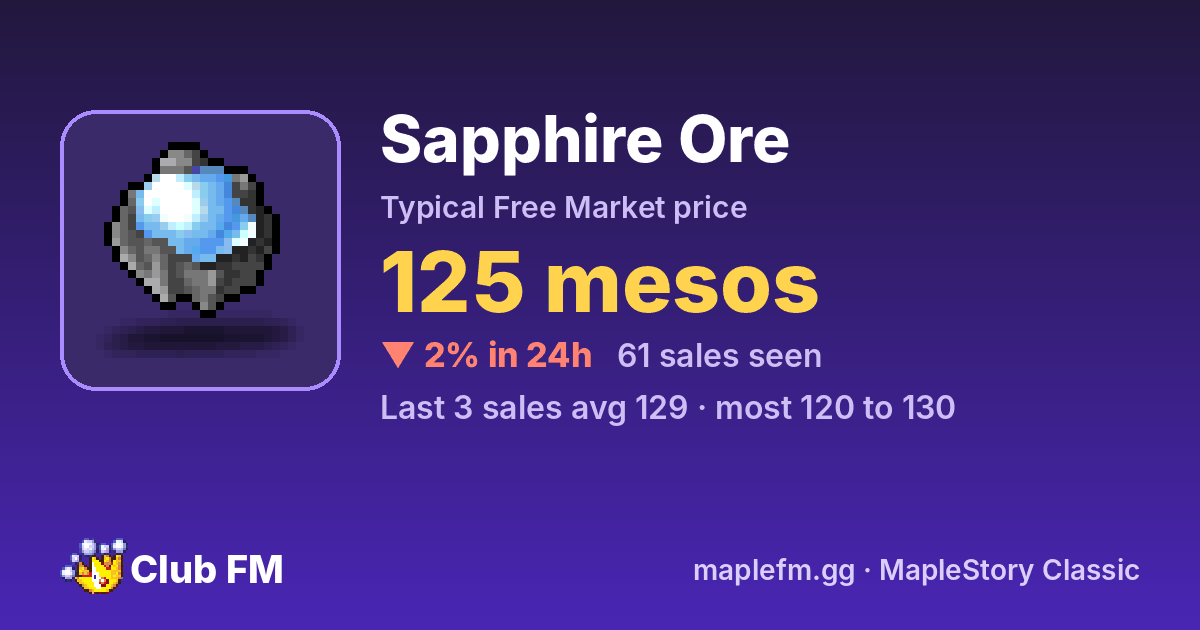 Sapphire Ore
Typical Free Market price
125 mesos
▼ 2% in 24h 61 sales seen
Last 3 sales avg 129 · most 120 to 130
Club FM
maplefm.gg · MapleStory Classic